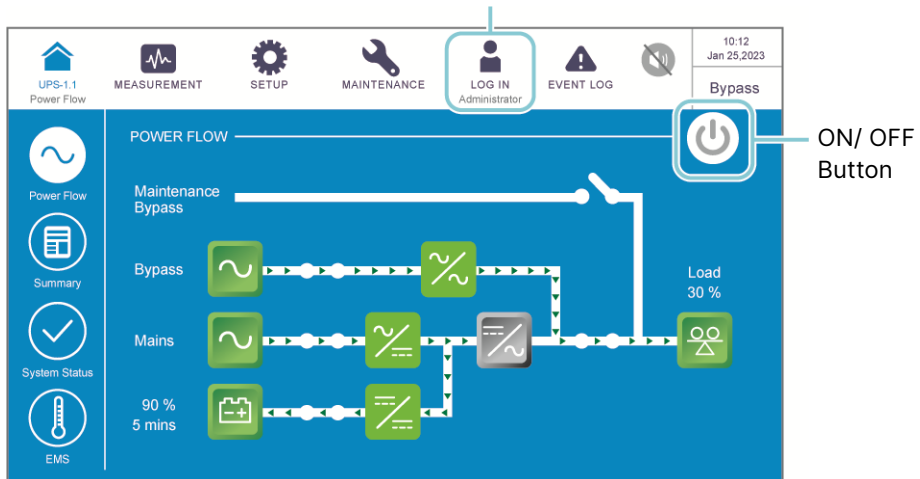 10:12
Jan 25,2023
UPS-1.1
Power Flow
MEASUREMENT
SETUP
MAINTENANCE
LOG IN
Administrator
EVENT LOG
Bypass
POWER FLOW
ON/ OFF
Button
Power Flow
Maintenance
Bypass
Bypass
Load
30 %
Summary
Mains
System Status
90 %
5 mins
EMS